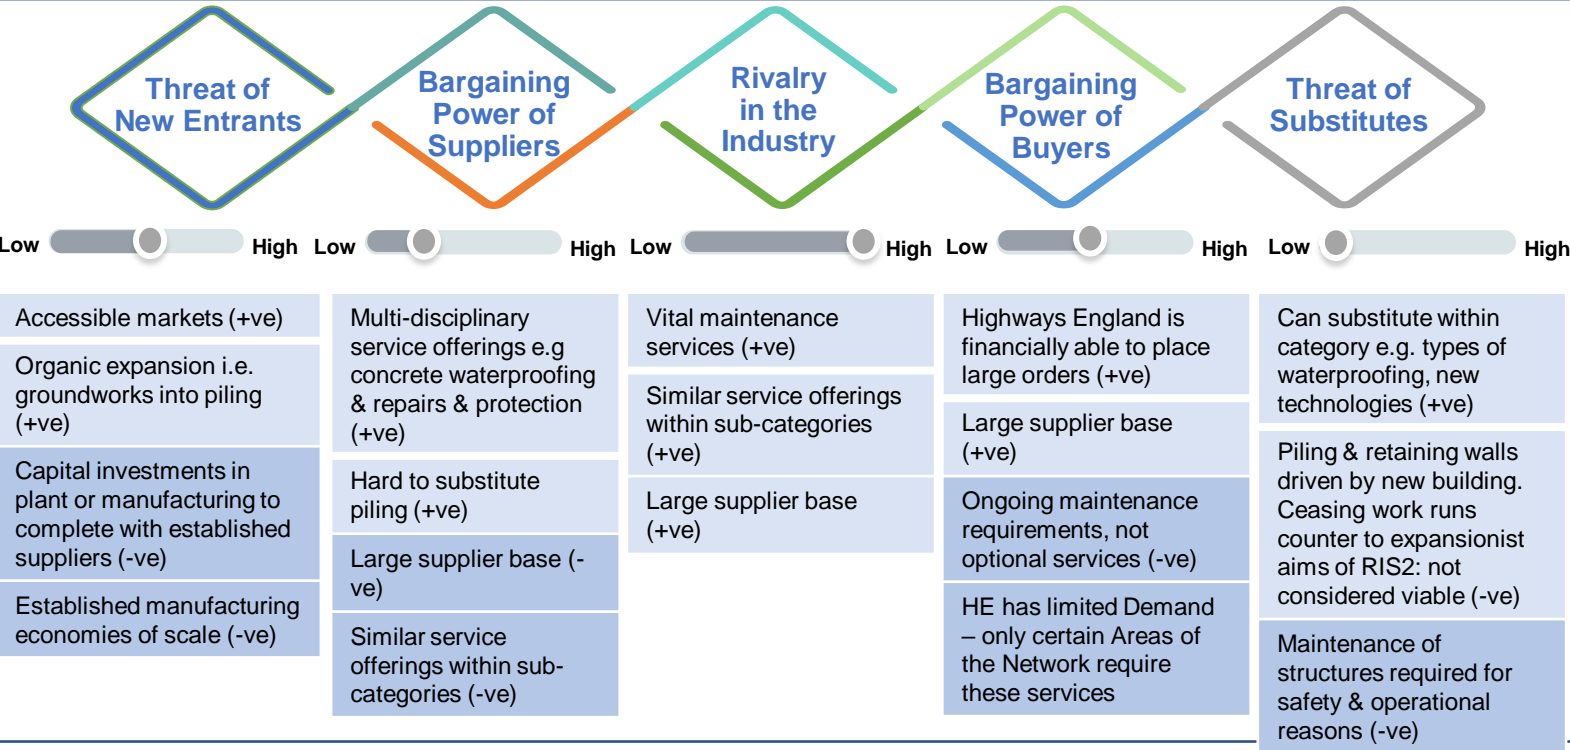 Threat of
New Entrants
Bargaining
Power of
Suppliers
Rivalry
in the
Industry
Bargaining
Power of
Buyers
Threat of
Substitutes
Low
High
Low
High
Low
High
Low
High
Low
High
Accessible markets (+ve)
Organic expansion i.e.
groundworks into piling
(+ve)
Capital investments in
plant or manufacturing to
complete with established
suppliers (-ve)
Established manufacturing
economies of scale (-ve)
Multi-disciplinary
service offerings e.g
concrete waterproofing
& repairs & protection
(+ve)
Hard to substitute
piling (+ve)
Large supplier base (-
ve)
Similar service
offerings within sub-
categories (-ve)
Vital maintenance
services (+ve)
Similar service offerings
within sub-categories
(+ve)
Large supplier base
(+ve)
Highways England is
financially able to place
large orders (+ve)
Large supplier base
(+ve)
Ongoing maintenance
requirements, not
optional services (-ve)
HE has limited Demand
– only certain Areas of
the Network require
these services
Can substitute within
category e.g. types of
waterproofing, new
technologies (+ve)
Piling & retaining walls
driven by new building.
Ceasing work runs
counter to expansionist
aims of RIS2: not
considered viable (-ve)
Maintenance of
structures required for
safety & operational
reasons (-ve)